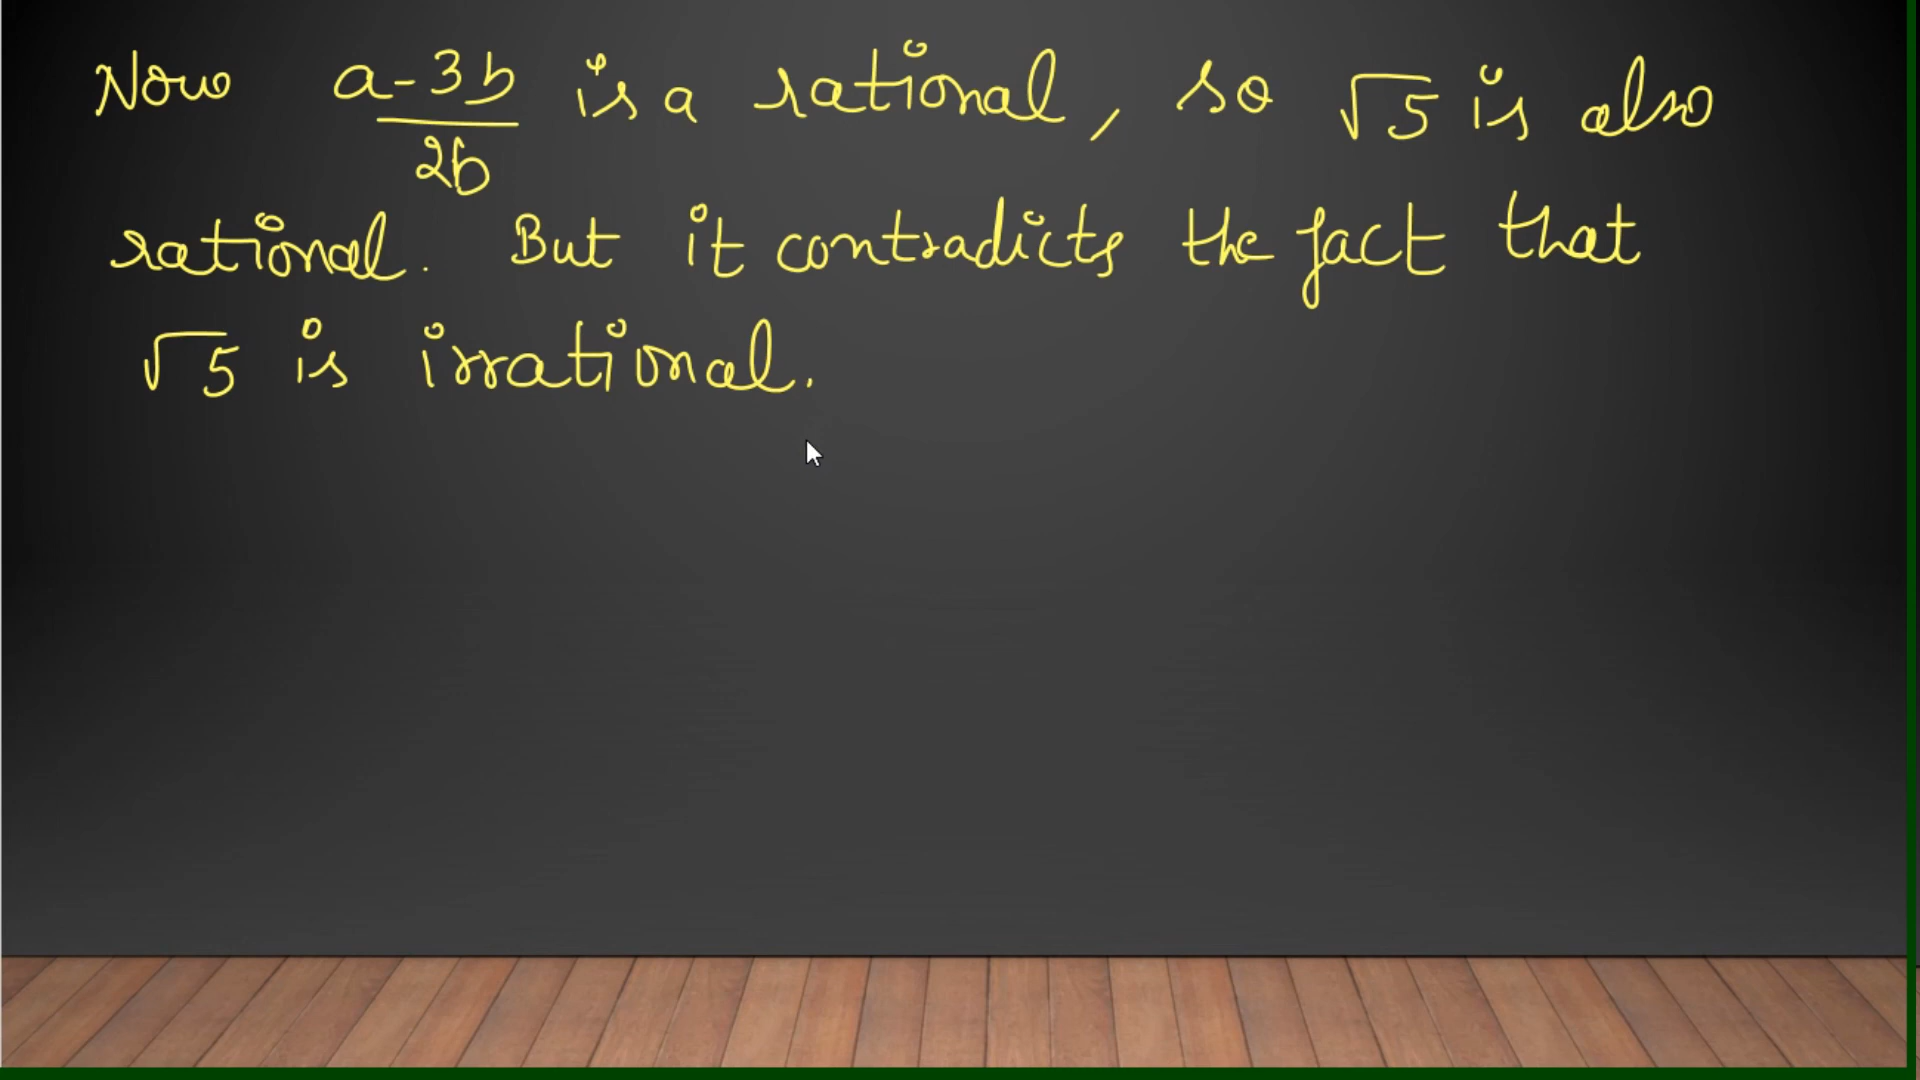 Now (a-3b)/(2b) is a rational, so √5 is also
rational. But it contradicts the fact that
√5 is irrational.